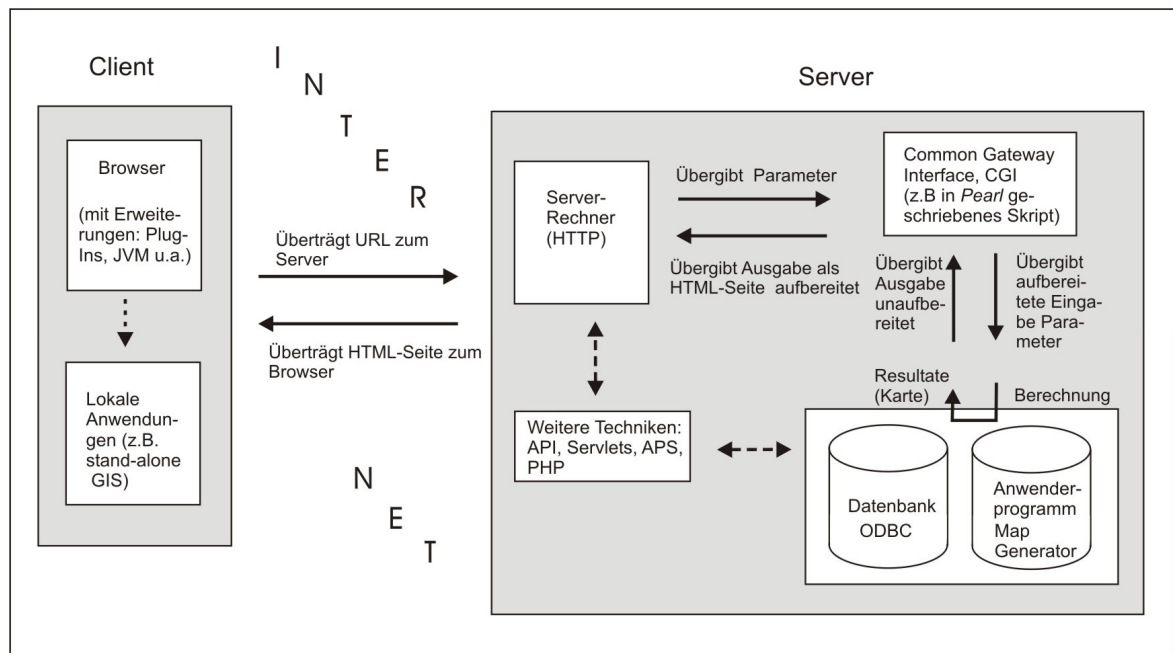 Client
INTER
NET
Server
Browser
(mit Erweite-
rungen: Plug-
Ins, JVM u.a.)
Lokale
Anwendun-
gen (z.B.
stand-alone
GIS)
Überträgt URL zum
Server
Überträgt HTML-Seite zum
Browser
Server-
Rechner
(HTTP)
Übergibt Parameter
Übergibt Ausgabe als
HTML-Seite aufbereitet
Common Gateway
Interface, CGI
(z.B in Pearl ge-
schriebenes Skript)
Übergibt
Ausgabe
unaufbe-
reitet
Übergibt
aufberei-
tete Einga
be Para-
meter
Resultate
(Karte)
Berechnung
Weitere Techniken:
API, Servlets, APS,
PHP
Datenbank
ODBC
Anwender-
programm
Map
Generator